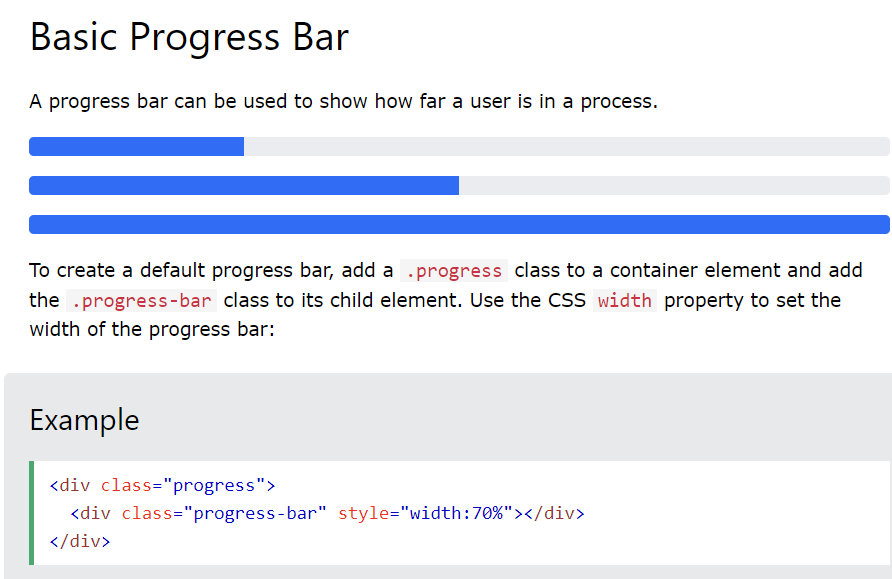 Basic Progress Bar
A progress bar can be used to show how far a user is in a process.
To create a default progress bar, add a .progress class to a container element and add
the .progress-bar class to its child element. Use the CSS width property to set the
width of the progress bar:
Example
<div class="progress">
  <div class="progress-bar" style="width:70%"></div>
</div>